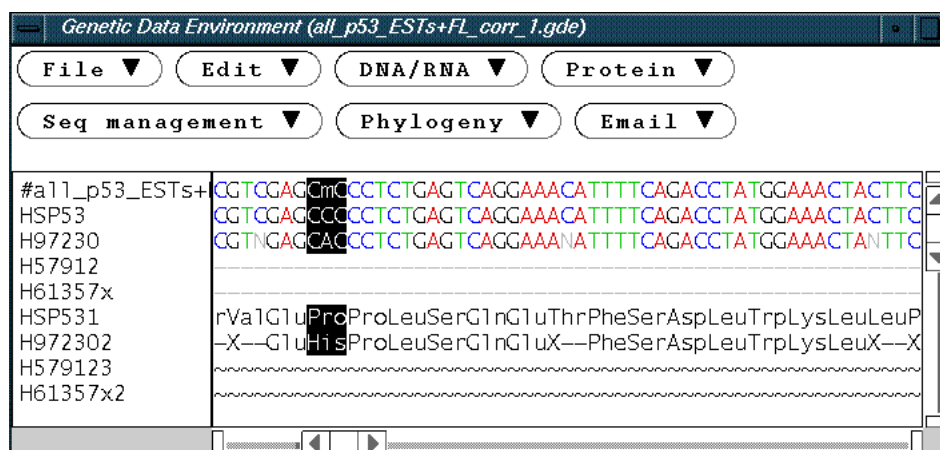 Genetic Data Environment (all_p53_ESTs+FL_corr_1.gde)
File ▼ Edit ▼ DNA/RNA ▼ Protein ▼
Seq management ▼ Phylogeny ▼ Email ▼
#all_p53_ESTs+ CGTCGAGCmCCCTCTGAGTCAGGAAACATTTTCAGACCTATGGAAACTACTTC
HSP53 CGTCGAGCCCCCTCTGAGTCAGGAAACATTTTCAGACCTATGGAAACTACTTC
H97230 CGTNGAGCACCCTCTGAGTCAGGAAANATTTTCAGACCTATGGAAACTANTTC
H57912 -----------------------------------------------------
H61357x -----------------------------------------------------
HSP531 rValGluProProLeuSerGlnGluThrPheSerAspLeuTrpLysLeuLeuP
H972302 -X--GluHisProLeuSerGlnGluX--PheSerAspLeuTrpLysLeuX--X
H579123 ~~~~~~~~~~~~~~~~~~~~~~~~~~~~~~~~~~~~~~~~~~~~~~~~~~~~~
H61357x2 ~~~~~~~~~~~~~~~~~~~~~~~~~~~~~~~~~~~~~~~~~~~~~~~~~~~~~